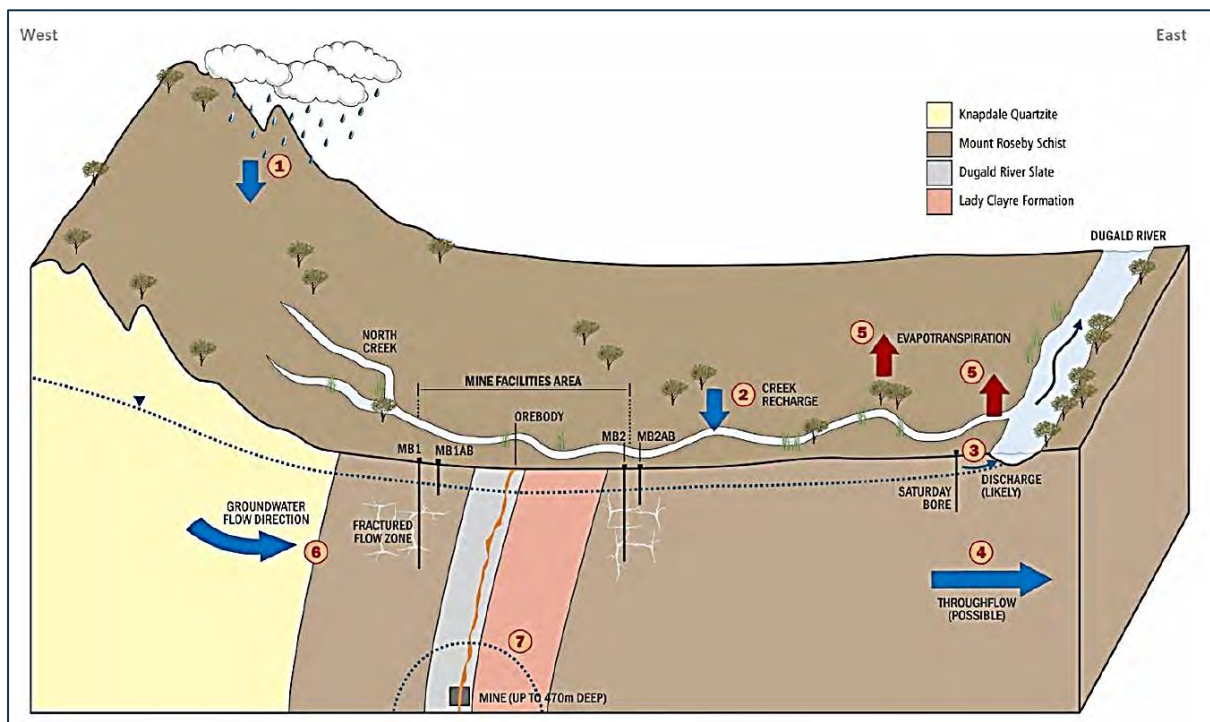 West
East
Knapdale Quartzite
Mount Roseby Schist
Dugald River Slate
Lady Clayre Formation
1
DUGALD RIVER
NORTH
CREEK
MINE FACILITIES AREA
OREBODY
MB1
MB1AB
MB2
MB2AB
2
CREEK
RECHARGE
5
EVAPOTRANSPIRATION
5
3
DISCHARGE
(LIKELY)
SATURDAY
BORE
GROUNDWATER
FLOW DIRECTION
6
FRACTURED
FLOW ZONE
4
THROUGHFLOW
(POSSIBLE)
7
MINE (UP TO 470m DEEP)